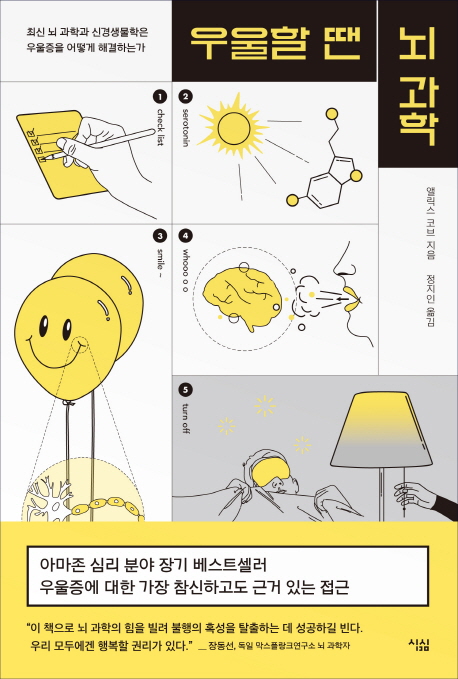 최신 뇌 과학과 신경생물학은
우울증을 어떻게 해결하는가
우울할 땐
뇌 과학
앨릭스 코브 지음 정지인 옮김
1
check list
2
serotonin
3
smile ~
4
whooo o o
5
turn off
아마존 심리 분야 장기 베스트셀러
우울증에 대한 가장 참신하고도 근거 있는 접근
“이 책으로 뇌 과학의 힘을 빌려 불행의 혹성을 탈출하는 데 성공하길 빈다.
우리 모두에겐 행복할 권리가 있다.” __ 장동선, 독일 막스플랑크연구소 뇌 과학자
심심